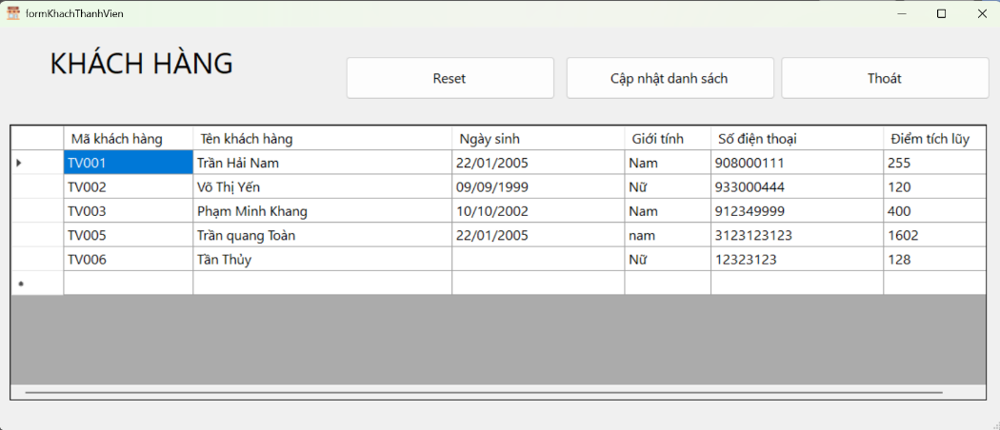 formKhachThanhVien
KHÁCH HÀNG
Reset Cập nhật danh sách Thoát
Mã khách hàng Tên khách hàng Ngày sinh Giới tính Số điện thoại Điểm tích lũy
TV001 Trần Hải Nam 22/01/2005 Nam 908000111 255
TV002 Võ Thị Yến 09/09/1999 Nữ 933000444 120
TV003 Phạm Minh Khang 10/10/2002 Nam 912349999 400
TV005 Trần quang Toàn 22/01/2005 nam 3123123123 1602
TV006 Tần Thủy Nữ 12323123 128